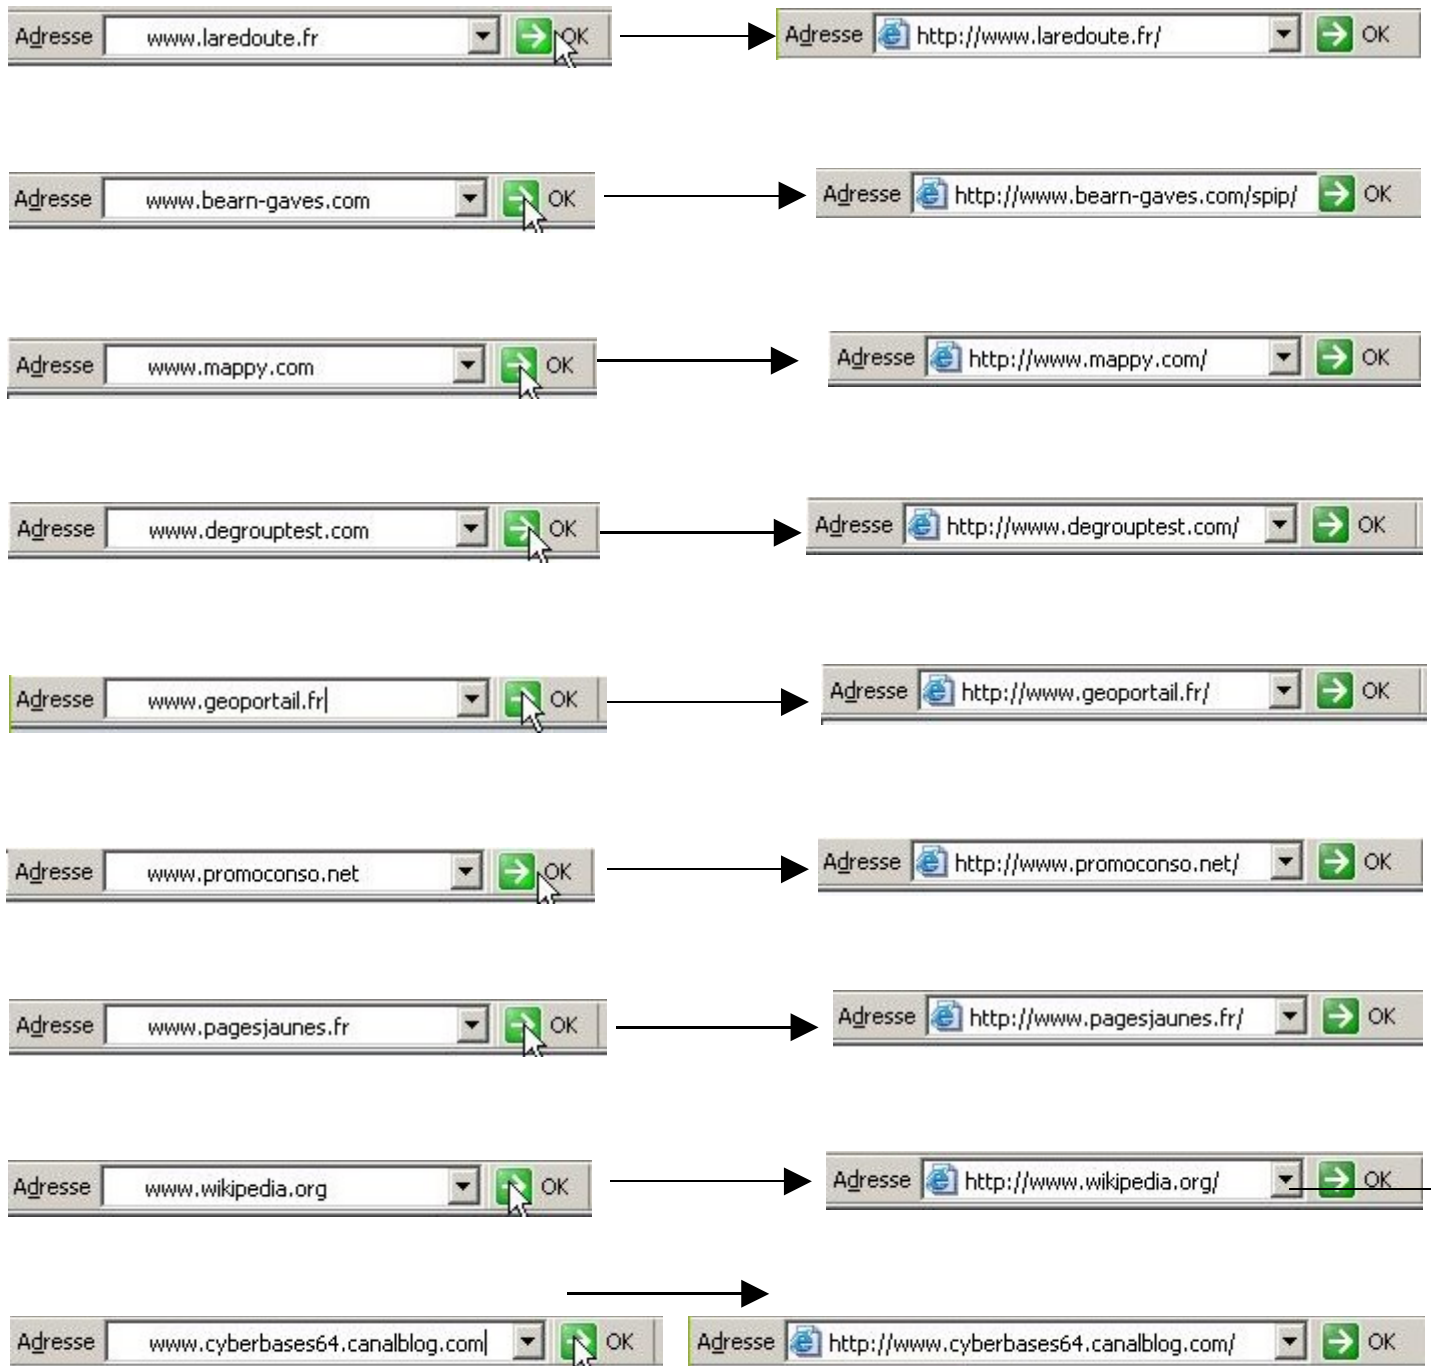 Adresse www.laredoute.fr OK Adresse http://www.laredoute.fr/ OK
Adresse www.bearn-gaves.com OK Adresse http://www.bearn-gaves.com/spip/ OK
Adresse www.mappy.com OK Adresse http://www.mappy.com/ OK
Adresse www.degrouptest.com OK Adresse http://www.degrouptest.com/ OK
Adresse www.geoportail.fr OK Adresse http://www.geoportail.fr/ OK
Adresse www.promoconso.net OK Adresse http://www.promoconso.net/ OK
Adresse www.pagesjaunes.fr OK Adresse http://www.pagesjaunes.fr/ OK
Adresse www.wikipedia.org OK Adresse http://www.wikipedia.org/ OK
Adresse www.cyberbases64.canalblog.com OK Adresse http://www.cyberbases64.canalblog.com/ OK